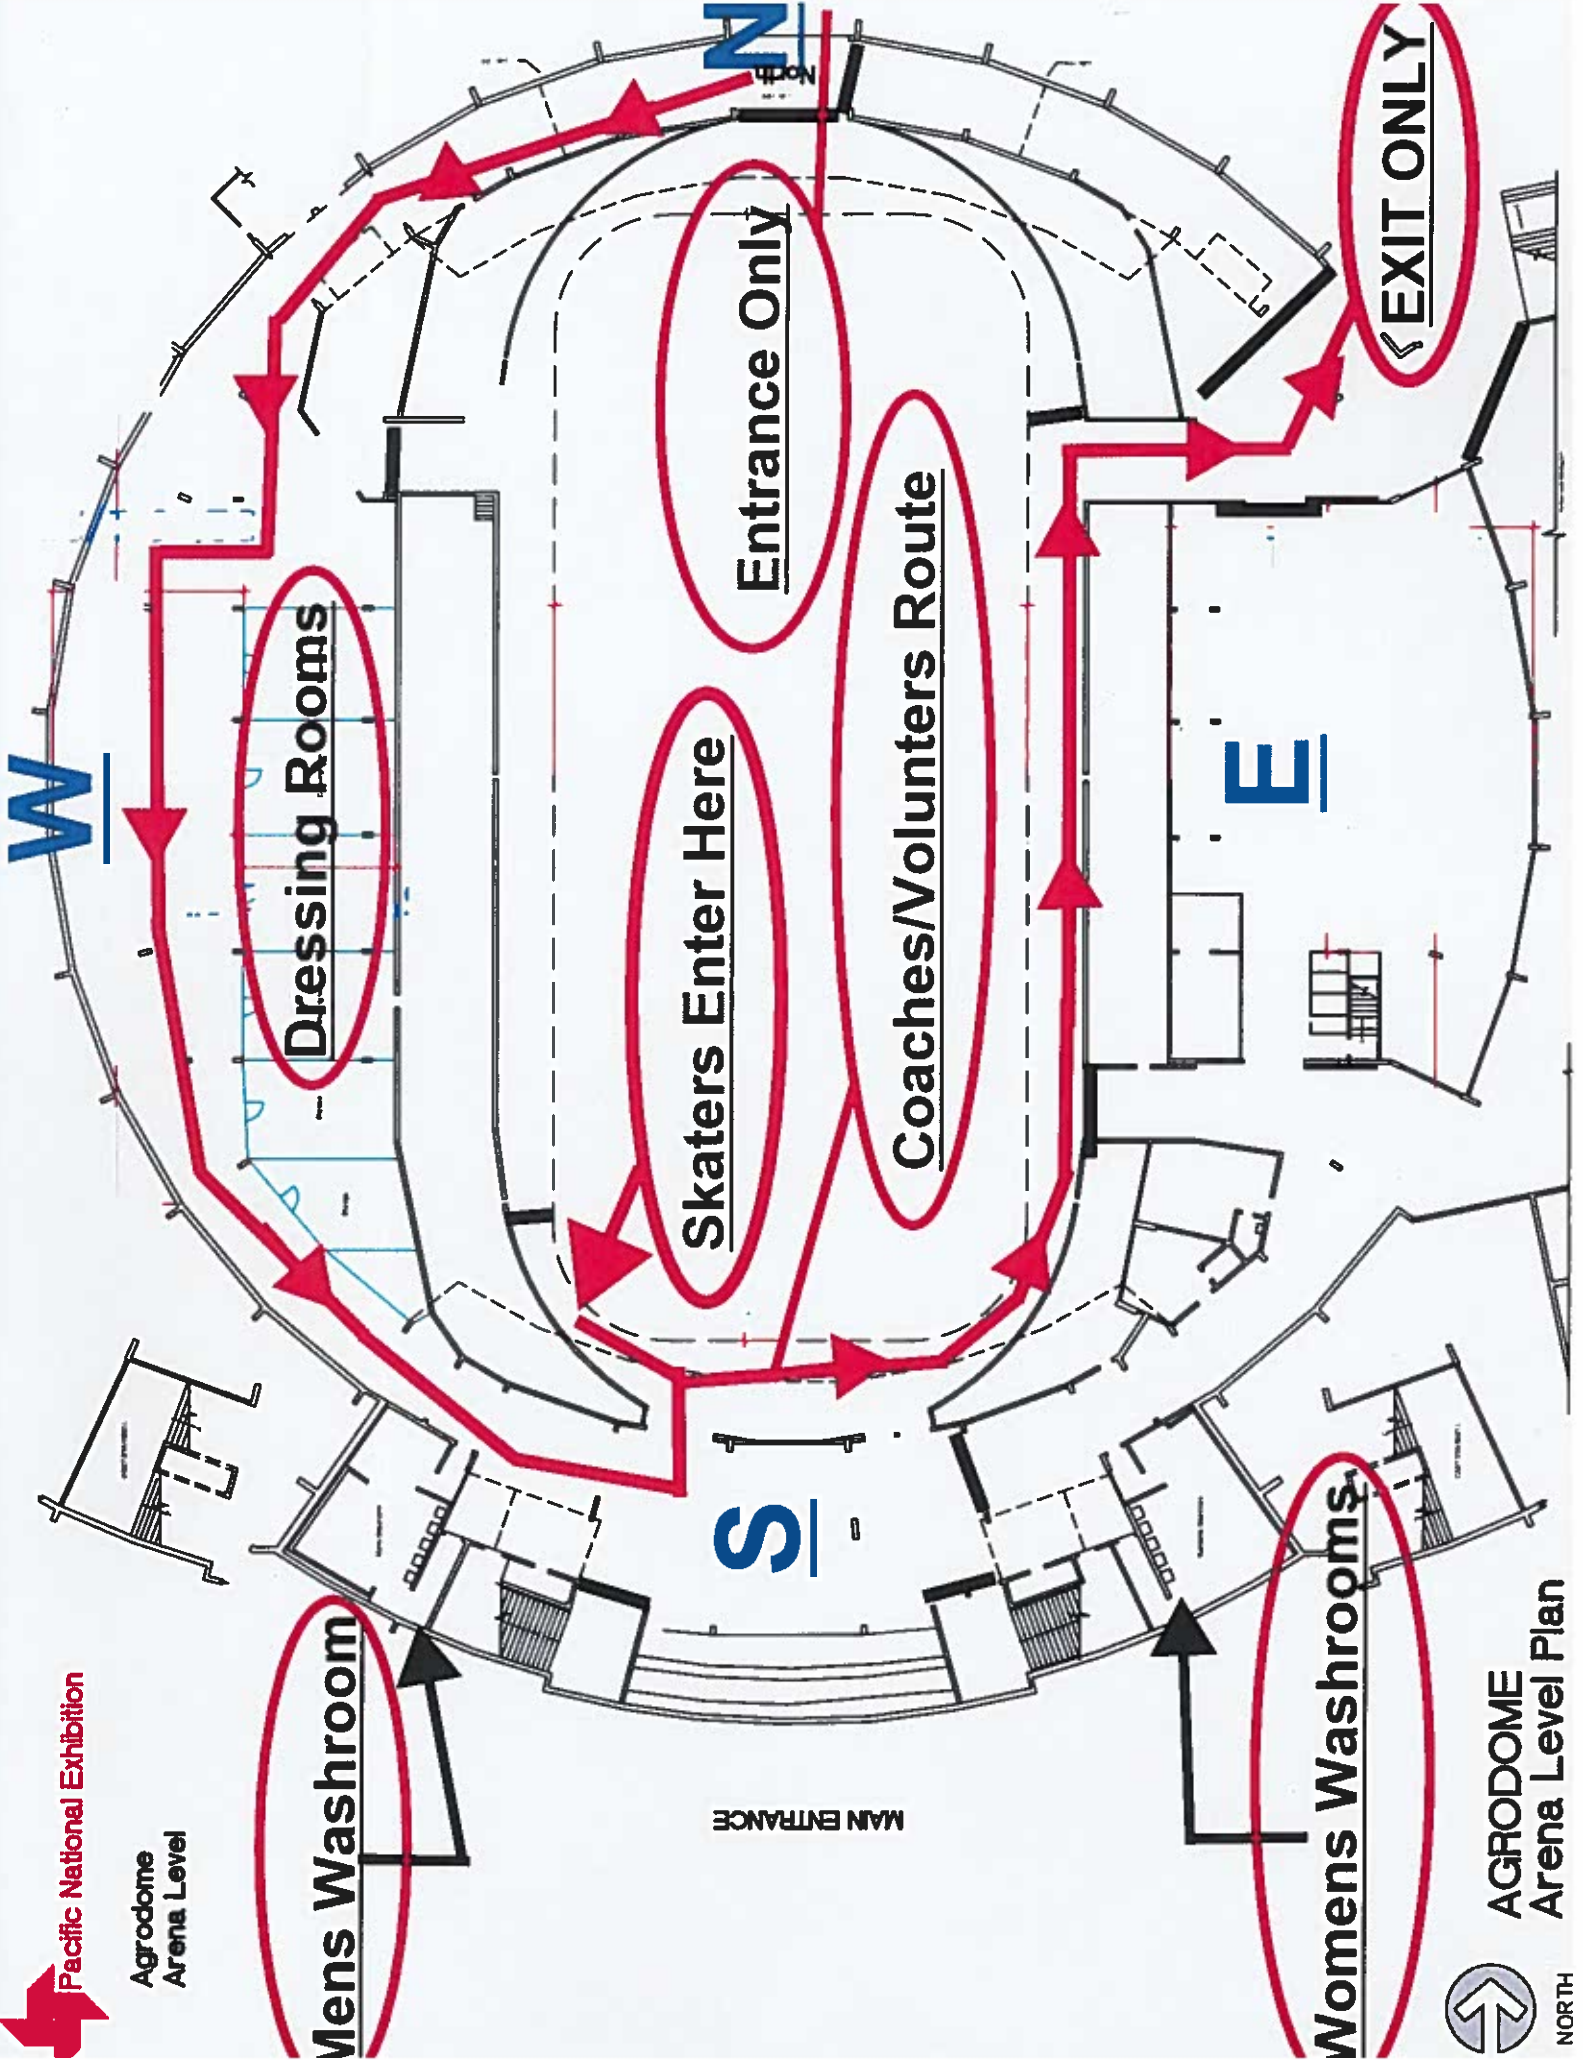 Pacific National Exhibition
Agrodome
Arena Level
W
N
North
Dressing Rooms
Entrance Only
Skaters Enter Here
Coaches/Volunters Route
EXIT ONLY
E
S
Mens Washroom
MAIN ENTRANCE
Womens Washrooms
AGRODOME
Arena Level Plan
NORTH